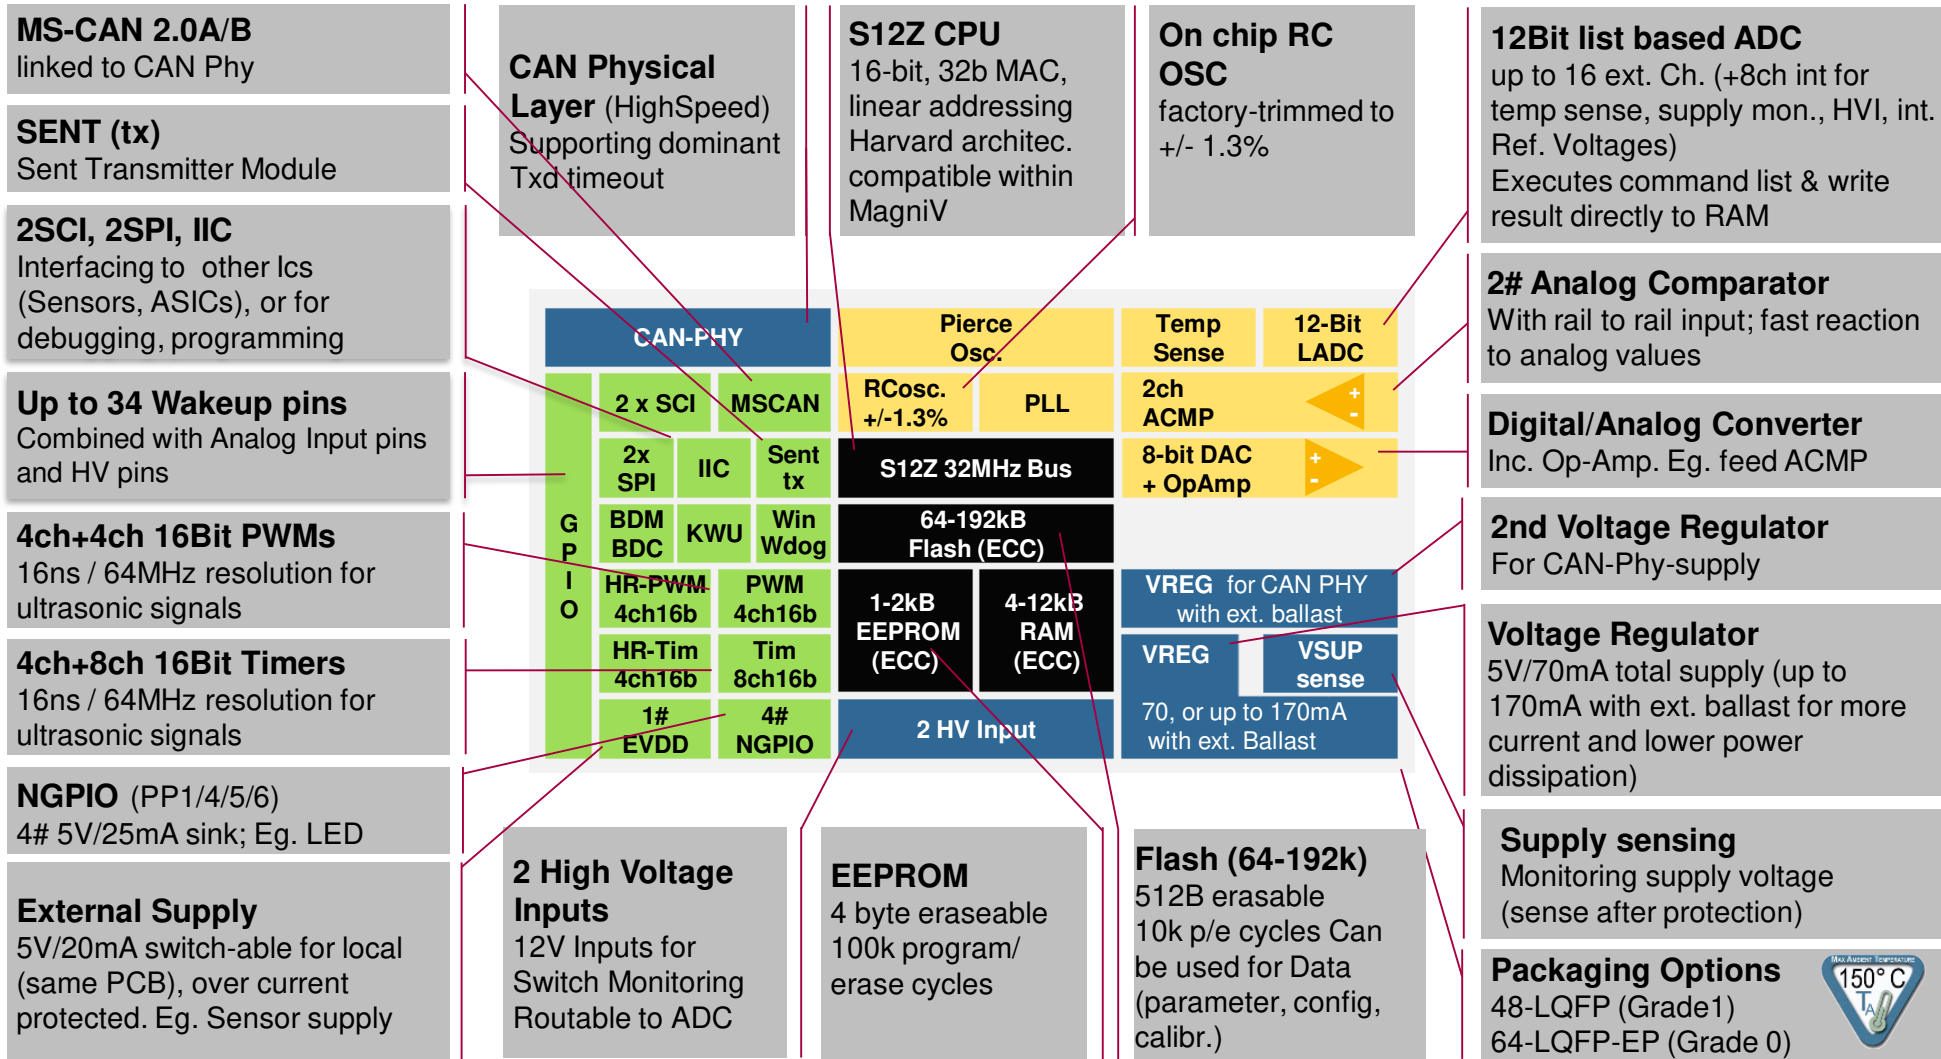 MS-CAN 2.0A/B
linked to CAN Phy
SENT (tx)
Sent Transmitter Module
2SCI, 2SPI, IIC
Interfacing to other Ics
(Sensors, ASICs), or for
debugging, programming
Up to 34 Wakeup pins
Combined with Analog Input pins
and HV pins
4ch+4ch 16Bit PWMs
16ns / 64MHz resolution for
ultrasonic signals
4ch+8ch 16Bit Timers
16ns / 64MHz resolution for
ultrasonic signals
NGPIO (PP1/4/5/6)
4# 5V/25mA sink; Eg. LED
External Supply
5V/20mA switch-able for local
(same PCB), over current
protected. Eg. Sensor supply
CAN Physical
Layer (HighSpeed)
Supporting dominant
Txd timeout
S12Z CPU
16-bit, 32b MAC,
linear addressing
Harvard architec.
compatible within
MagniV
On chip RC
OSC
factory-trimmed to
+/- 1.3%
CAN-PHY
Pierce
Osc.
Temp
Sense
12-Bit
LADC
GPIO
2 x SCI
MSCAN
RCosc.
+/-1.3%
PLL
2ch
ACMP
+
-
2x
SPI
IIC
Sent
tx
S12Z 32MHz Bus
8-bit DAC
+ OpAmp
+
-
BDM
BDC
KWU
Win
Wdog
64-192kB
Flash (ECC)
HR-PWM
4ch16b
PWM
4ch16b
1-2kB
EEPROM
(ECC)
4-12kB
RAM
(ECC)
VREG for CAN PHY
with ext. ballast
HR-Tim
4ch16b
Tim
8ch16b
VREG
VSUP
sense
1#
EVDD
4#
NGPIO
2 HV Input
70, or up to 170mA
with ext. Ballast
2 High Voltage
Inputs
12V Inputs for
Switch Monitoring
Routable to ADC
EEPROM
4 byte eraseable
100k program/
erase cycles
Flash (64-192k)
512B erasable
10k p/e cycles Can
be used for Data
(parameter, config,
calibr.)
12Bit list based ADC
up to 16 ext. Ch. (+8ch int for
temp sense, supply mon., HVI, int.
Ref. Voltages)
Executes command list & write
result directly to RAM
2# Analog Comparator
With rail to rail input; fast reaction
to analog values
Digital/Analog Converter
Inc. Op-Amp. Eg. feed ACMP
2nd Voltage Regulator
For CAN-Phy-supply
Voltage Regulator
5V/70mA total supply (up to
170mA with ext. ballast for more
current and lower power
dissipation)
Supply sensing
Monitoring supply voltage
(sense after protection)
Packaging Options
48-LQFP (Grade1)
64-LQFP-EP (Grade 0)
MAX AMBIENT TEMPERATURE
150° C
TA